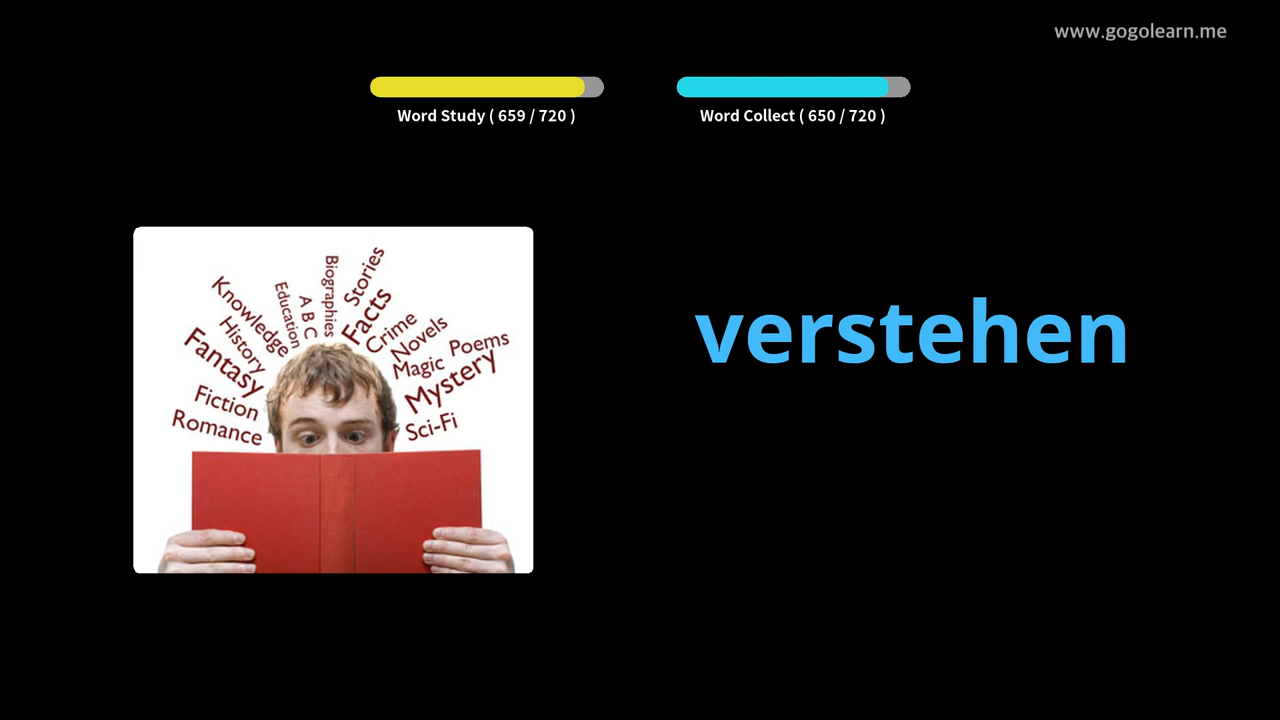 www.gogolearn.me
Word Study ( 659 / 720 )
Word Collect ( 650 / 720 )
verstehen
Knowledge
History
Fantasy
Fiction
Romance
Education
A B C
Biographies
Stories
Facts
Crime
Novels
Magic
Poems
Mystery
Sci-Fi